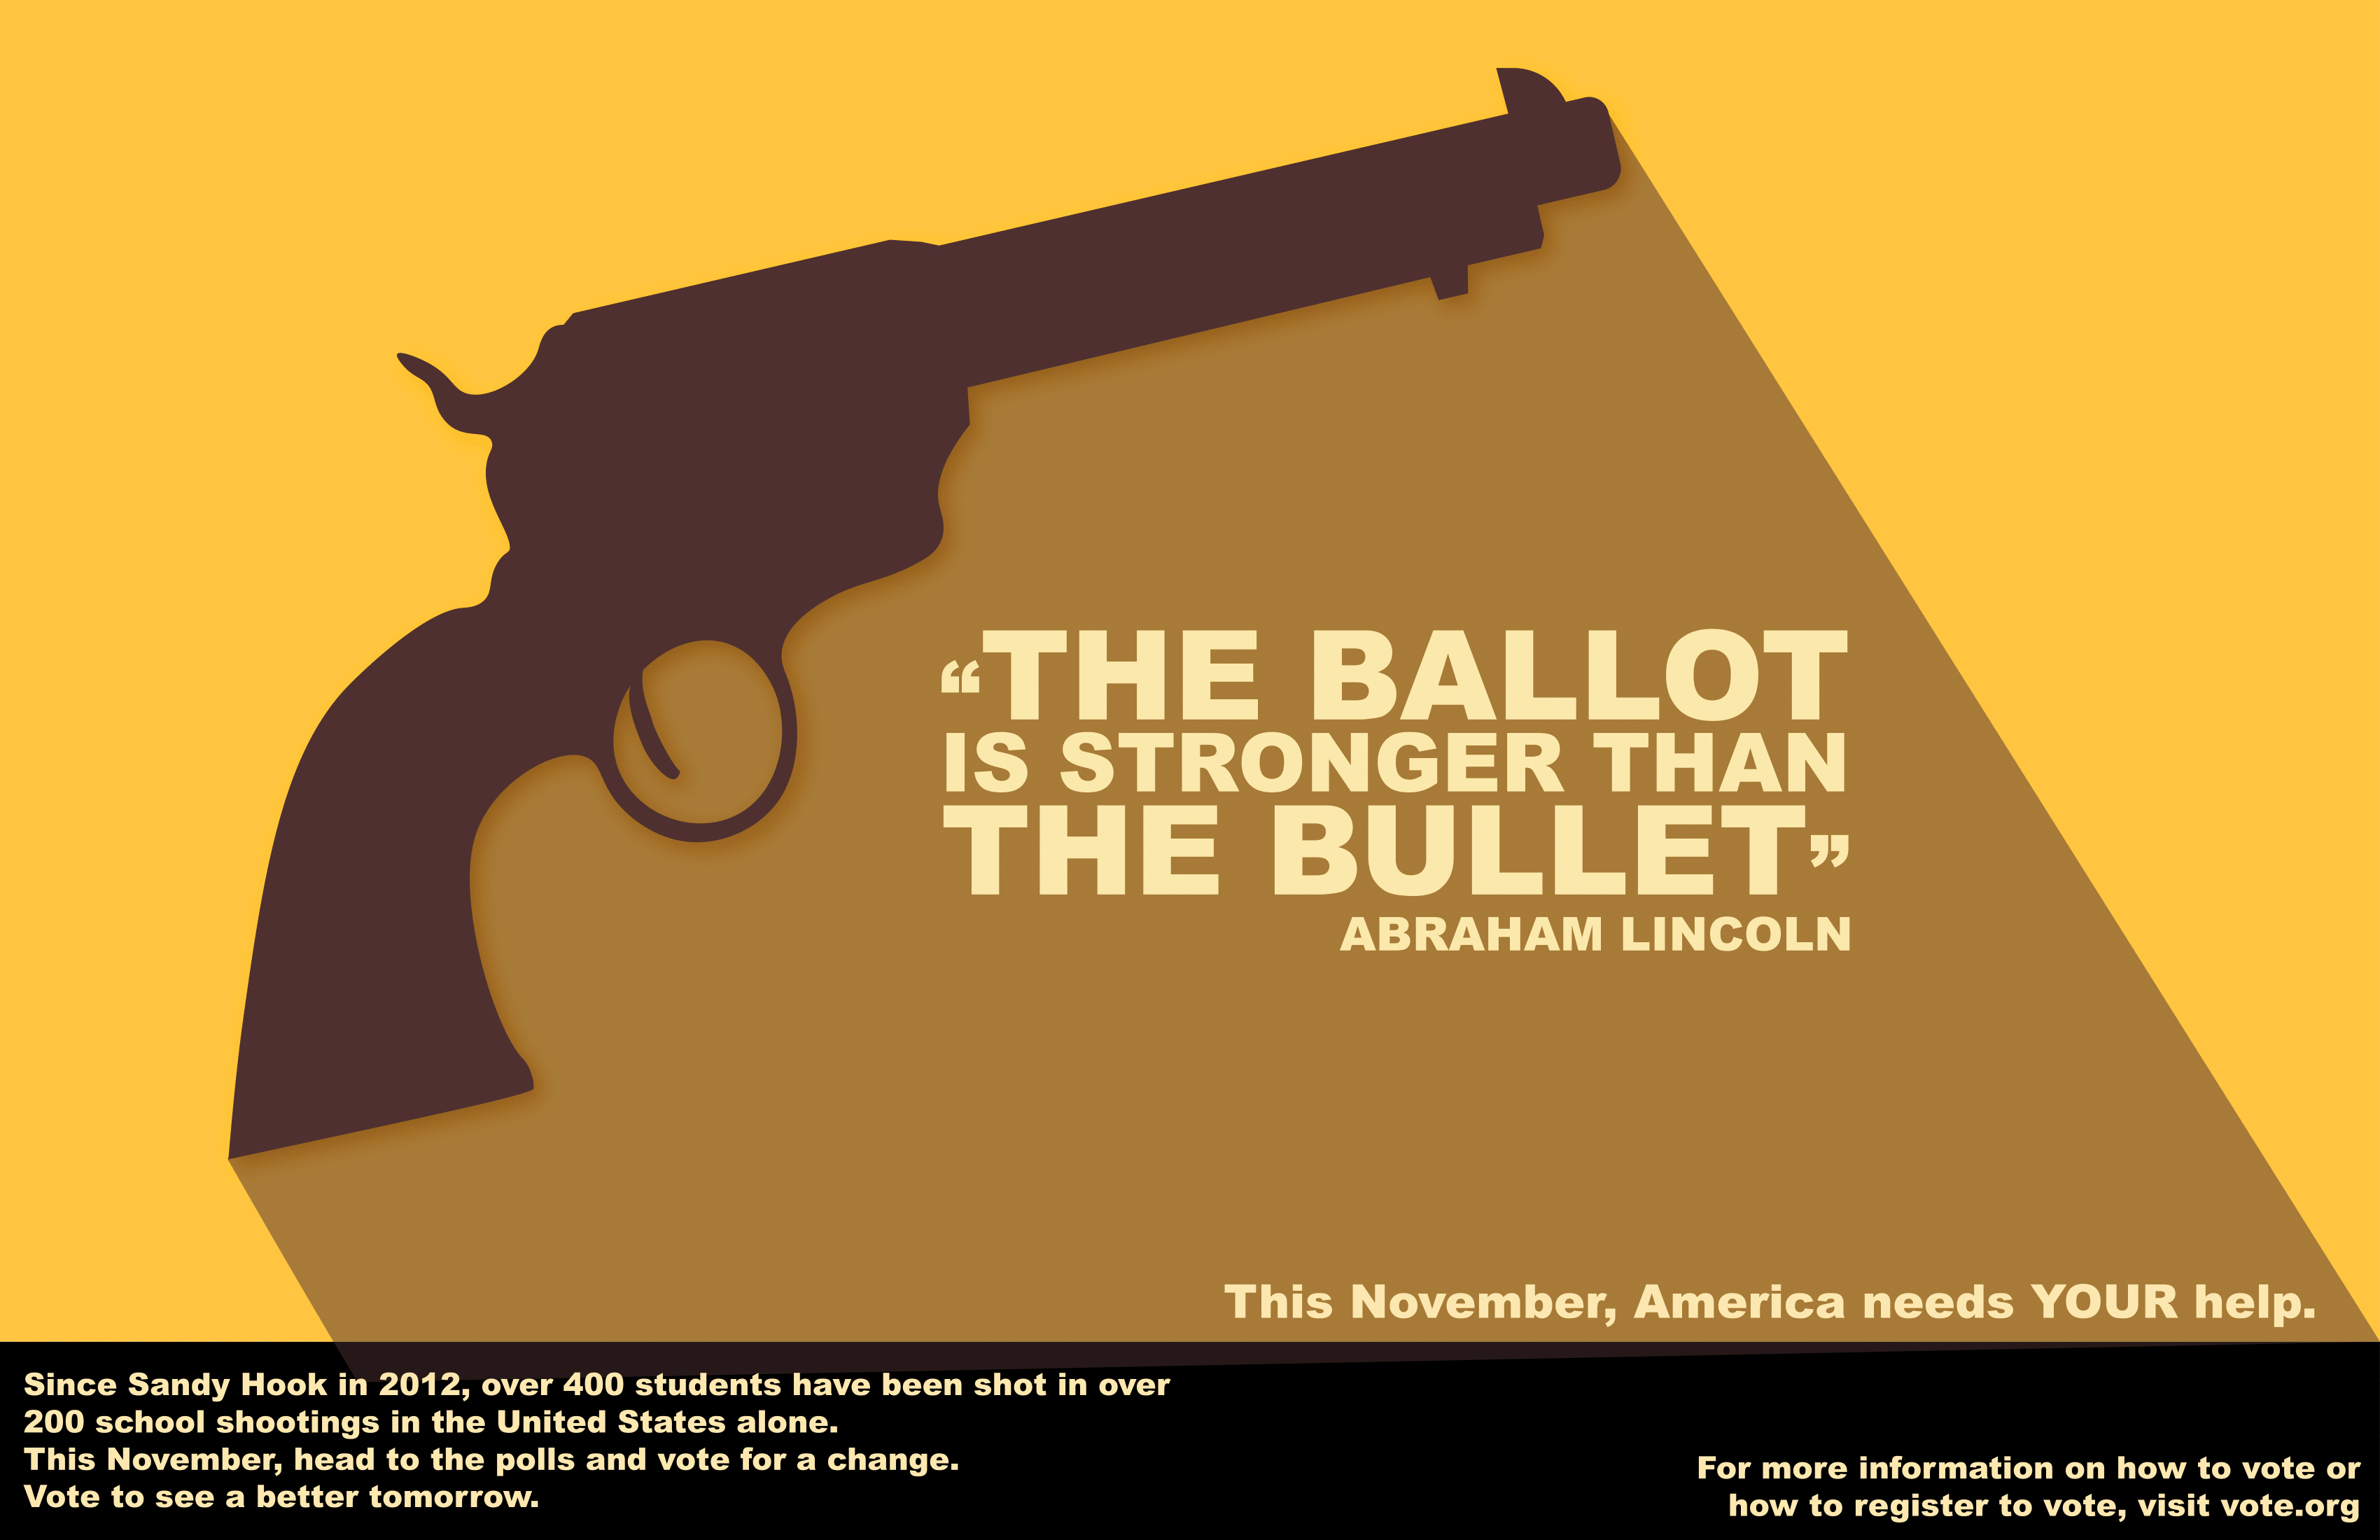 “THE BALLOT
IS STRONGER THAN
THE BULLET”
ABRAHAM LINCOLN
This November, America needs YOUR help.
Since Sandy Hook in 2012, over 400 students have been shot in over
200 school shootings in the United States alone.
This November, head to the polls and vote for a change.
Vote to see a better tomorrow.
For more information on how to vote or
how to register to vote, visit vote.org